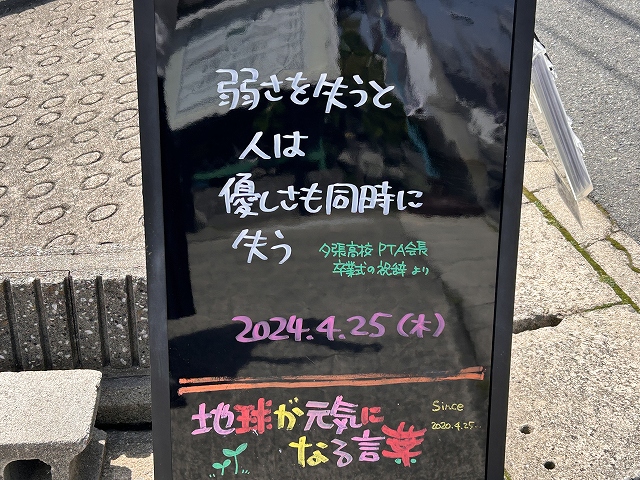 弱さを失うと
人は
優しさも同時に
失う
夕張高校 PTA会長
卒業式の祝辞 より
2024.4.25(木)
地球が元気に
なる言葉
Since
2020.4.25...